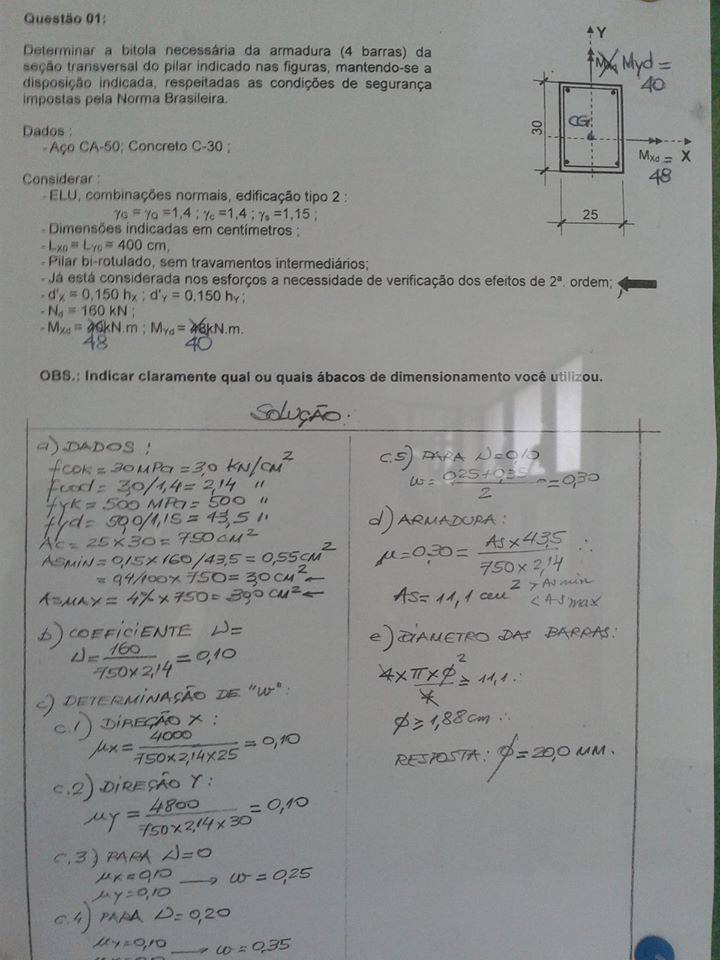 Questão 01:
Determinar a bitola necessária da armadura (4 barras) da
seção transversal do pilar indicado nas figuras, mantendo-se a
disposição indicada, respeitadas as condições de segurança
impostas pela Norma Brasileira.
Dados :
- Aço CA-50; Concreto C-30 ;
Considerar :
- ELU, combinações normais, edificação tipo 2 :
γG = γQ =1,4 ; γc =1,4 ; γs =1,15 ;
- Dimensões indicadas em centímetros ;
- LX0 = LY0 = 400 cm,
- Pilar bi-rotulado, sem travamentos intermediários;
- Já está considerada nos esforços a necessidade de verificação dos efeitos de 2ª. ordem;
- d'X = 0,150 hX ; d'Y = 0,150 hY ;
- Nd = 160 kN ;
- MXd = 40kN.m ; MYd = 48kN.m.
48 40
Y
Myd =
40
CG
30
MXd = X
48
25
OBS.: Indicar claramente qual ou quais ábacos de dimensionamento você utilizou.
SOLUÇÃO:
a) DADOS :
fcok = 30 MPa = 3,0 KN/cm²
fcod = 3,0/1,4 = 2,14 "
fyk = 500 MPa = 500 "
fyd = 50,0/1,15 = 43,5 "
Ac = 25 x 30 = 750 cm²
ASMIN = 0,15 x 160/43,5 = 0,55 cm²
= 0,4/100 x 750 = 3,0 cm² ←
ASMAX = 4% x 750 = 30,0 cm² ←
b) COEFICIENTE ν =
ν = 160 / 750 x 2,14 = 0,10
c) DETERMINAÇÃO DE "W" :
c.1) DIREÇÃO X :
μx = 4000 / 750 x 2,14 x 25 = 0,10
c.2) DIREÇÃO Y :
μy = 4800 / 750 x 2,14 x 30 = 0,10
c.3) PARA ν = 0
μx = 0,10
μy = 0,10 → w = 0,25
c.4) PARA ν = 0,20
μy = 0,10 → w = 0,35
c.5) PARA ν = 0,10
w = 0,25 + 0,35 / 2 = 0,30
d) ARMADURA :
μ = 0,30 = AS x 43,5 / 750 x 2,14 ∴
AS = 11,1 cm² > ASmin
< ASmax
e) DIÂMETRO DAS BARRAS :
4 x π x φ² / 4 ≥ 11,1 ∴
φ ≥ 1,88 cm ∴
RESPOSTA : φ = 20,0 MM.